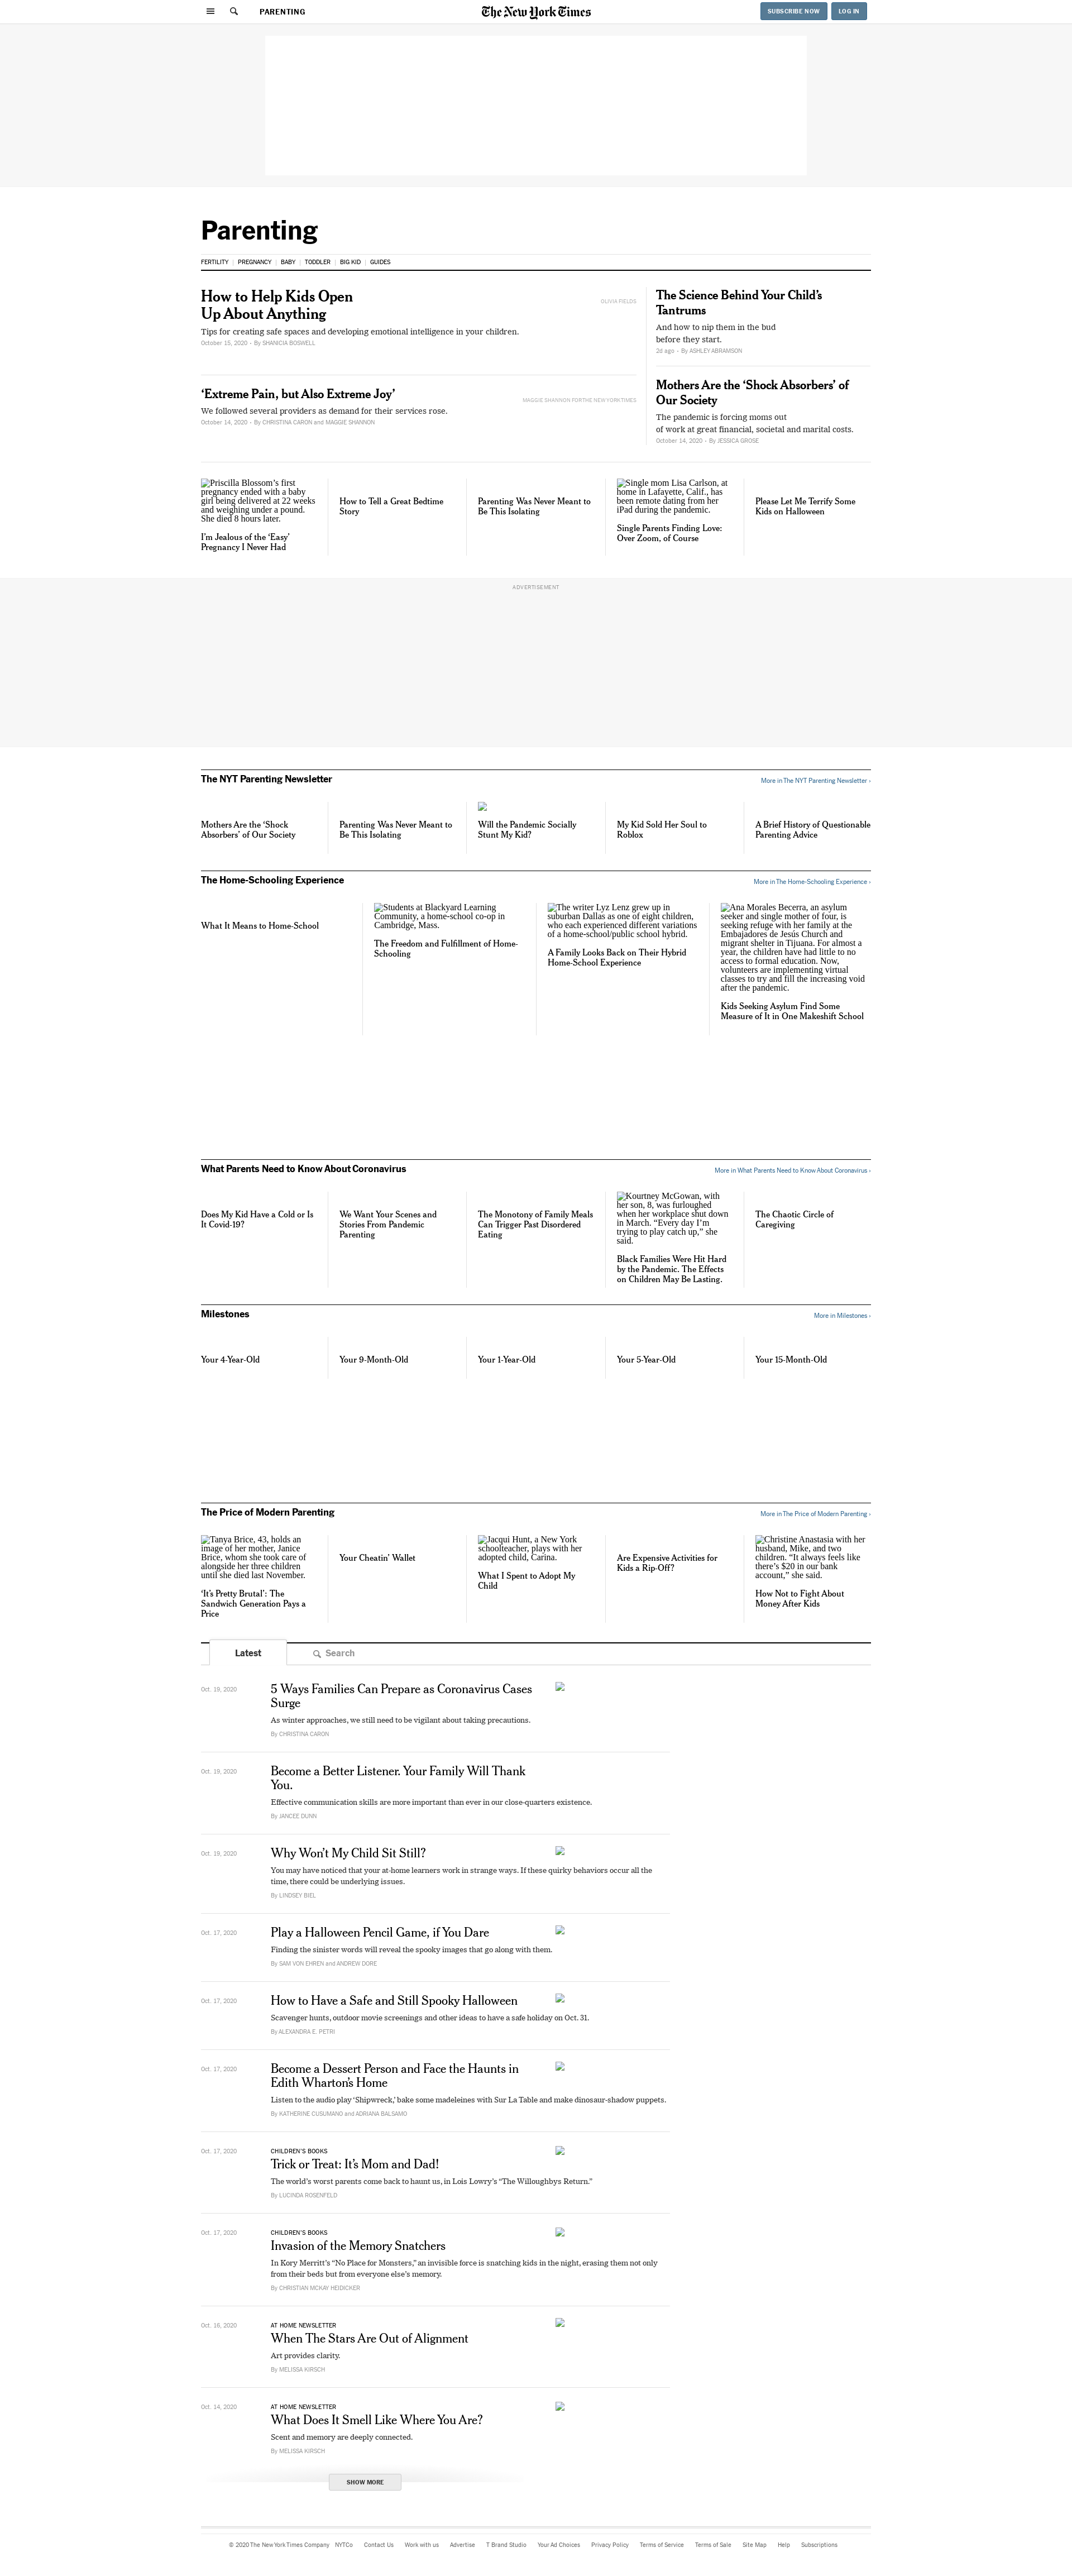 PARENTING
The New York Times
SUBSCRIBE NOW
LOG IN
Parenting
FERTILITY
PREGNANCY
BABY
TODDLER
BIG KID
GUIDES
How to Help Kids Open
Up About Anything
OLIVIA FIELDS
Tips for creating safe spaces and developing emotional intelligence in your children.
October 15, 2020 • By SHANICIA BOSWELL
‘Extreme Pain, but Also Extreme Joy’
MAGGIE SHANNON FOR THE NEW YORK TIMES
We followed several providers as demand for their services rose.
October 14, 2020 • By CHRISTINA CARON and MAGGIE SHANNON
The Science Behind Your Child’s
Tantrums
And how to nip them in the bud
before they start.
2d ago • By ASHLEY ABRAMSON
Mothers Are the ‘Shock Absorbers’ of
Our Society
The pandemic is forcing moms out
of work at great financial, societal and marital costs.
October 14, 2020 • By JESSICA GROSE
Priscilla Blossom’s first
pregnancy ended with a baby
girl being delivered at 22 weeks
and weighing under a pound.
She died 8 hours later.
I’m Jealous of the ‘Easy’
Pregnancy I Never Had
How to Tell a Great Bedtime
Story
Parenting Was Never Meant to
Be This Isolating
Single mom Lisa Carlson, at
home in Lafayette, Calif., has
been remote dating from her
iPad during the pandemic.
Single Parents Finding Love:
Over Zoom, of Course
Please Let Me Terrify Some
Kids on Halloween
ADVERTISEMENT
The NYT Parenting Newsletter
More in The NYT Parenting Newsletter ›
Mothers Are the ‘Shock
Absorbers’ of Our Society
Parenting Was Never Meant to
Be This Isolating
Will the Pandemic Socially
Stunt My Kid?
My Kid Sold Her Soul to
Roblox
A Brief History of Questionable
Parenting Advice
The Home-Schooling Experience
More in The Home-Schooling Experience ›
What It Means to Home-School
Students at Blackyard Learning
Community, a home-school co-op in
Cambridge, Mass.
The Freedom and Fulfillment of Home-
Schooling
The writer Lyz Lenz grew up in
suburban Dallas as one of eight children,
who each experienced different variations
of a home-school/public school hybrid.
A Family Looks Back on Their Hybrid
Home-School Experience
Ana Morales Becerra, an asylum
seeker and single mother of four, is
seeking refuge with her family at the
Embajadores de Jesús Church and
migrant shelter in Tijuana. For almost a
year, the children have had little to no
access to formal education. Now,
volunteers are implementing virtual
classes to try and fill the increasing void
after the pandemic.
Kids Seeking Asylum Find Some
Measure of It in One Makeshift School
What Parents Need to Know About Coronavirus
More in What Parents Need to Know About Coronavirus ›
Does My Kid Have a Cold or Is
It Covid-19?
We Want Your Scenes and
Stories From Pandemic
Parenting
The Monotony of Family Meals
Can Trigger Past Disordered
Eating
Kourtney McGowan, with
her son, 8, was furloughed
when her workplace shut down
in March. “Every day I’m
trying to play catch up,” she
said.
Black Families Were Hit Hard
by the Pandemic. The Effects
on Children May Be Lasting.
The Chaotic Circle of
Caregiving
Milestones
More in Milestones ›
Your 4-Year-Old
Your 9-Month-Old
Your 1-Year-Old
Your 5-Year-Old
Your 15-Month-Old
The Price of Modern Parenting
More in The Price of Modern Parenting ›
Tanya Brice, 43, holds an
image of her mother, Janice
Brice, whom she took care of
alongside her three children
until she died last November.
‘It’s Pretty Brutal’: The
Sandwich Generation Pays a
Price
Your Cheatin’ Wallet
Jacqui Hunt, a New York
schoolteacher, plays with her
adopted child, Carina.
What I Spent to Adopt My
Child
Are Expensive Activities for
Kids a Rip-Off?
Christine Anastasia with her
husband, Mike, and two
children. “It always feels like
there’s $20 in our bank
account,” she said.
How Not to Fight About
Money After Kids
Latest
Search
Oct. 19, 2020
5 Ways Families Can Prepare as Coronavirus Cases
Surge
As winter approaches, we still need to be vigilant about taking precautions.
By CHRISTINA CARON
Oct. 19, 2020
Become a Better Listener. Your Family Will Thank
You.
Effective communication skills are more important than ever in our close-quarters existence.
By JANCEE DUNN
Oct. 19, 2020
Why Won’t My Child Sit Still?
You may have noticed that your at-home learners work in strange ways. If these quirky behaviors occur all the
time, there could be underlying issues.
By LINDSEY BIEL
Oct. 17, 2020
Play a Halloween Pencil Game, if You Dare
Finding the sinister words will reveal the spooky images that go along with them.
By SAM VON EHREN and ANDREW DORE
Oct. 17, 2020
How to Have a Safe and Still Spooky Halloween
Scavenger hunts, outdoor movie screenings and other ideas to have a safe holiday on Oct. 31.
By ALEXANDRA E. PETRI
Oct. 17, 2020
Become a Dessert Person and Face the Haunts in
Edith Wharton’s Home
Listen to the audio play ‘Shipwreck,’ bake some madeleines with Sur La Table and make dinosaur-shadow puppets.
By KATHERINE CUSUMANO and ADRIANA BALSAMO
Oct. 17, 2020
CHILDREN’S BOOKS
Trick or Treat: It’s Mom and Dad!
The world’s worst parents come back to haunt us, in Lois Lowry’s “The Willoughbys Return.”
By LUCINDA ROSENFELD
Oct. 17, 2020
CHILDREN’S BOOKS
Invasion of the Memory Snatchers
In Kory Merritt’s “No Place for Monsters,” an invisible force is snatching kids in the night, erasing them not only
from their beds but from everyone else’s memory.
By CHRISTIAN MCKAY HEIDICKER
Oct. 16, 2020
AT HOME NEWSLETTER
When The Stars Are Out of Alignment
Art provides clarity.
By MELISSA KIRSCH
Oct. 14, 2020
AT HOME NEWSLETTER
What Does It Smell Like Where You Are?
Scent and memory are deeply connected.
By MELISSA KIRSCH
SHOW MORE
© 2020 The New York Times Company
NYTCo
Contact Us
Work with us
Advertise
T Brand Studio
Your Ad Choices
Privacy Policy
Terms of Service
Terms of Sale
Site Map
Help
Subscriptions